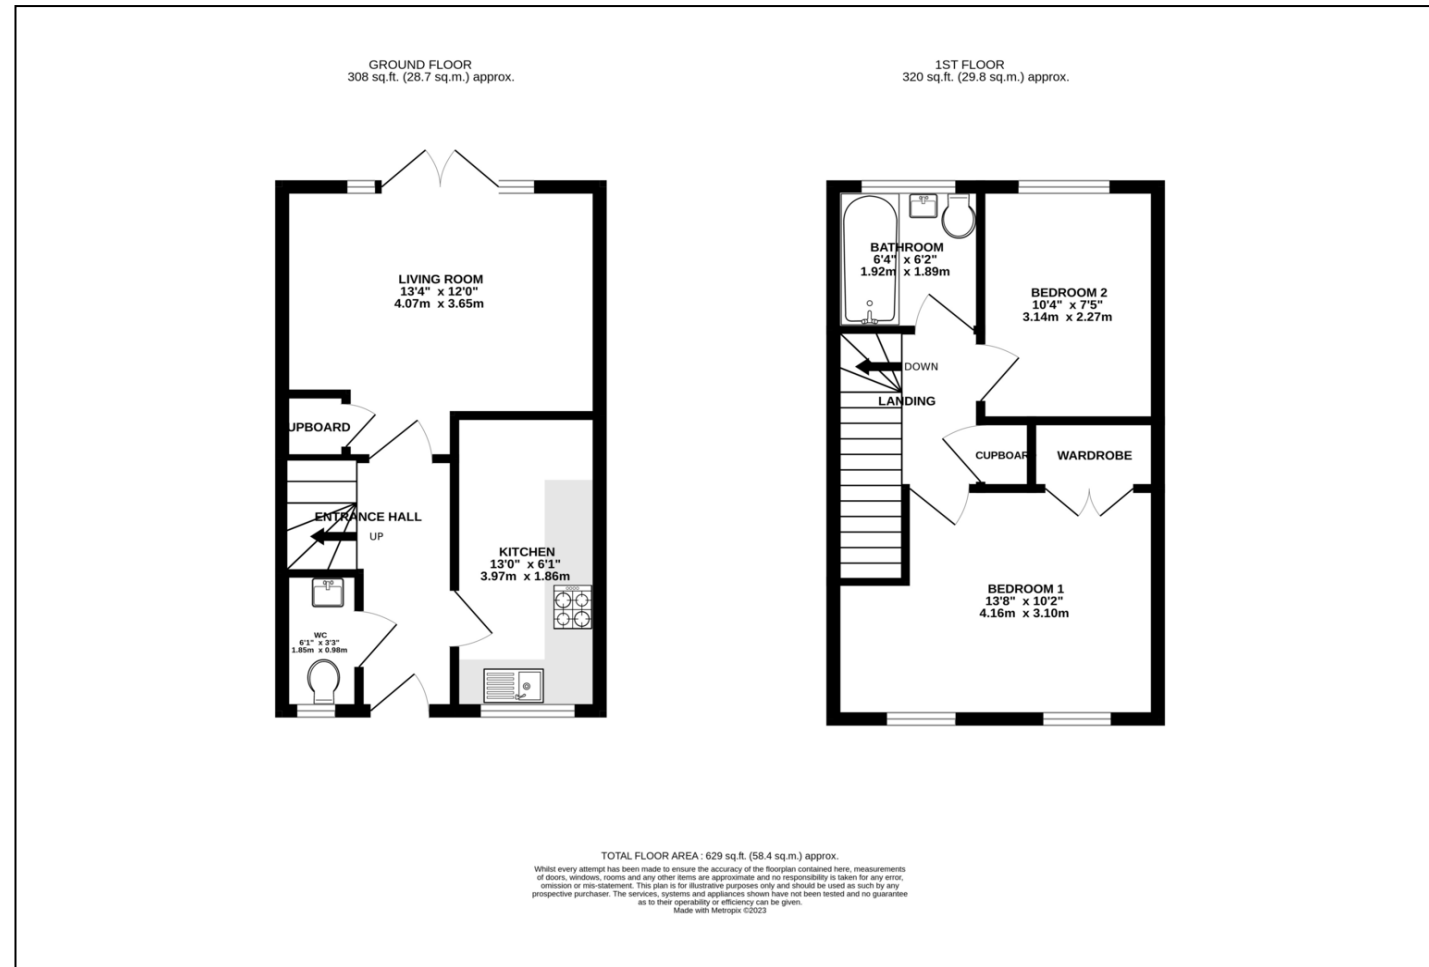 GROUND FLOOR
308 sq.ft. (28.7 sq.m.) approx.
1ST FLOOR
320 sq.ft. (29.8 sq.m.) approx.
LIVING ROOM
13'4" x 12'0"
4.07m x 3.65m
UPBOARD
ENTRANCE HALL
UP
KITCHEN
13'0" x 6'1"
3.97m x 1.86m
WC
6'1" x 3'3"
1.85m x 0.98m
BATHROOM
6'4" x 6'2"
1.92m x 1.89m
BEDROOM 2
10'4" x 7'5"
3.14m x 2.27m
DOWN
LANDING
CUPBOAR
WARDROBE
BEDROOM 1
13'8" x 10'2"
4.16m x 3.10m
TOTAL FLOOR AREA : 629 sq.ft. (58.4 sq.m.) approx.
Whilst every attempt has been made to ensure the accuracy of the floorplan contained here, measurements
of doors, windows, rooms and any other items are approximate and no responsibility is taken for any error,
omission or mis-statement. This plan is for illustrative purposes only and should be used as such by any
prospective purchaser. The services, systems and appliances shown have not been tested and no guarantee
as to their operability or efficiency can be given.
Made with Metropix ©2023